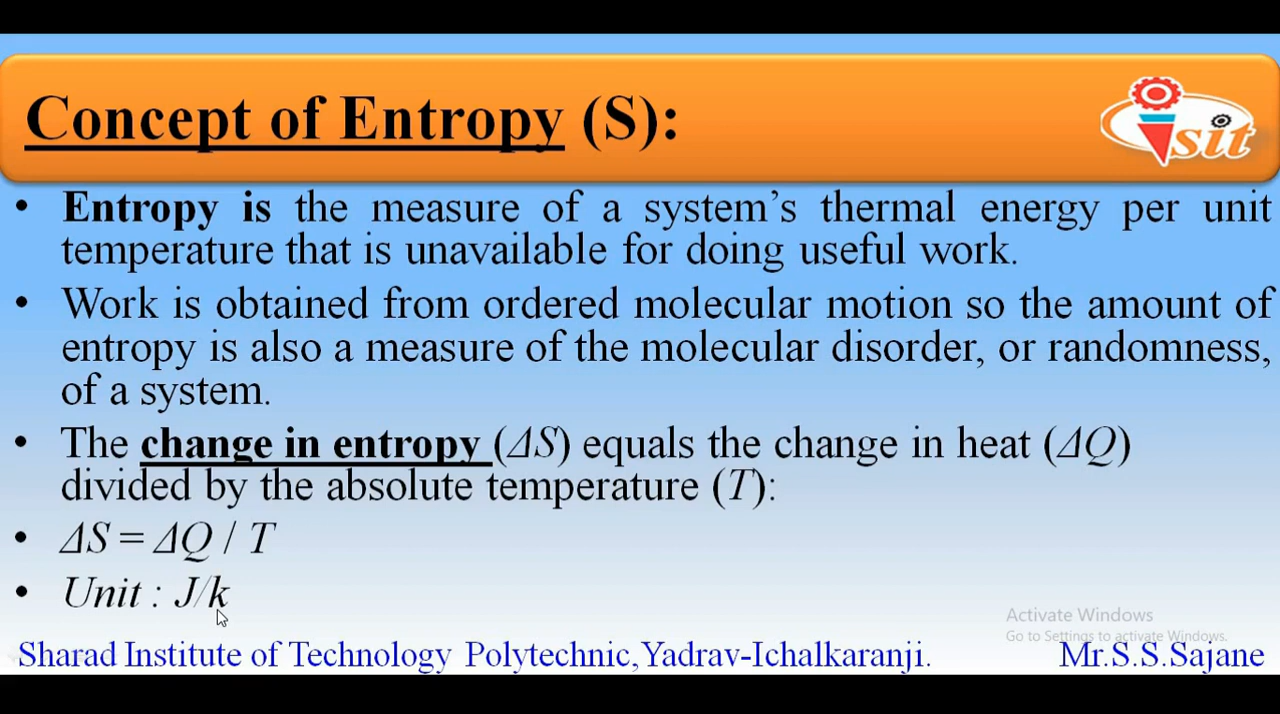 Concept of Entropy (S):
sit
• Entropy is the measure of a system's thermal energy per unit
temperature that is unavailable for doing useful work.
• Work is obtained from ordered molecular motion so the amount of
entropy is also a measure of the molecular disorder, or randomness,
of a system.
• The change in entropy (ΔS) equals the change in heat (ΔQ)
divided by the absolute temperature (T):
• ΔS = ΔQ / T
• Unit : J/k
Activate Windows
Go to Settings to activate Windows.
Sharad Institute of Technology Polytechnic, Yadrav-Ichalkaranji. Mr.S.S.Sajane